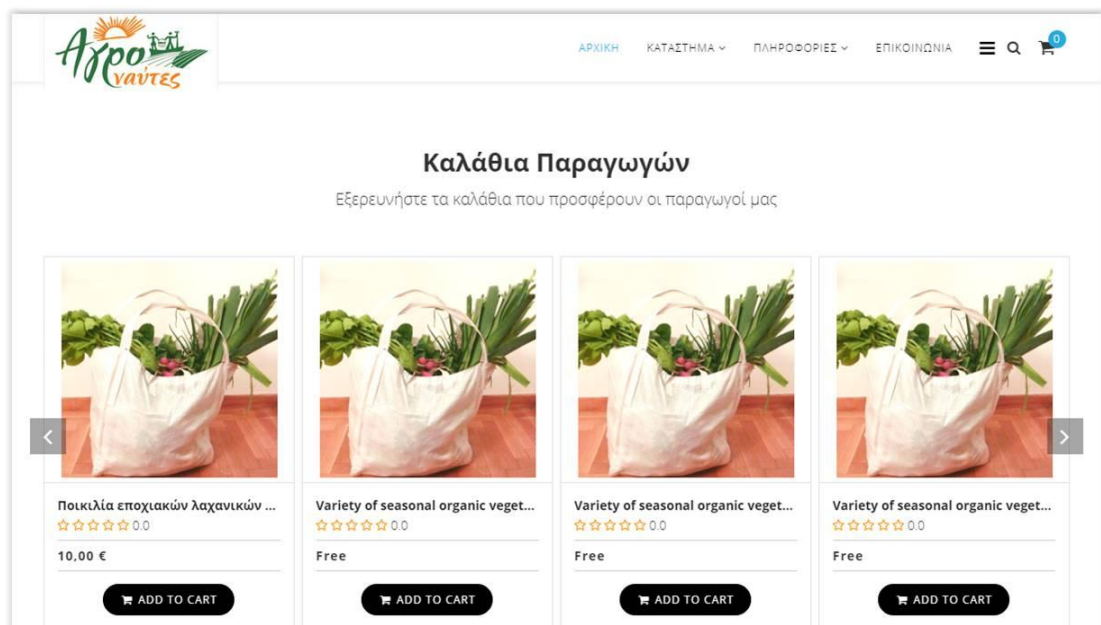 Αγρο
ναύτες
ΑΡΧΙΚΗ ΚΑΤΑΣΤΗΜΑ ΠΛΗΡΟΦΟΡΙΕΣ ΕΠΙΚΟΙΝΩΝΙΑ 0
Καλάθια Παραγωγών
Εξερευνήστε τα καλάθια που προσφέρουν οι παραγωγοί μας
Ποικιλία εποχιακών λαχανικών ... Variety of seasonal organic veget... Variety of seasonal organic veget... Variety of seasonal organic veget...
0.0 0.0 0.0 0.0
10,00 € Free Free Free
ADD TO CART ADD TO CART ADD TO CART ADD TO CART